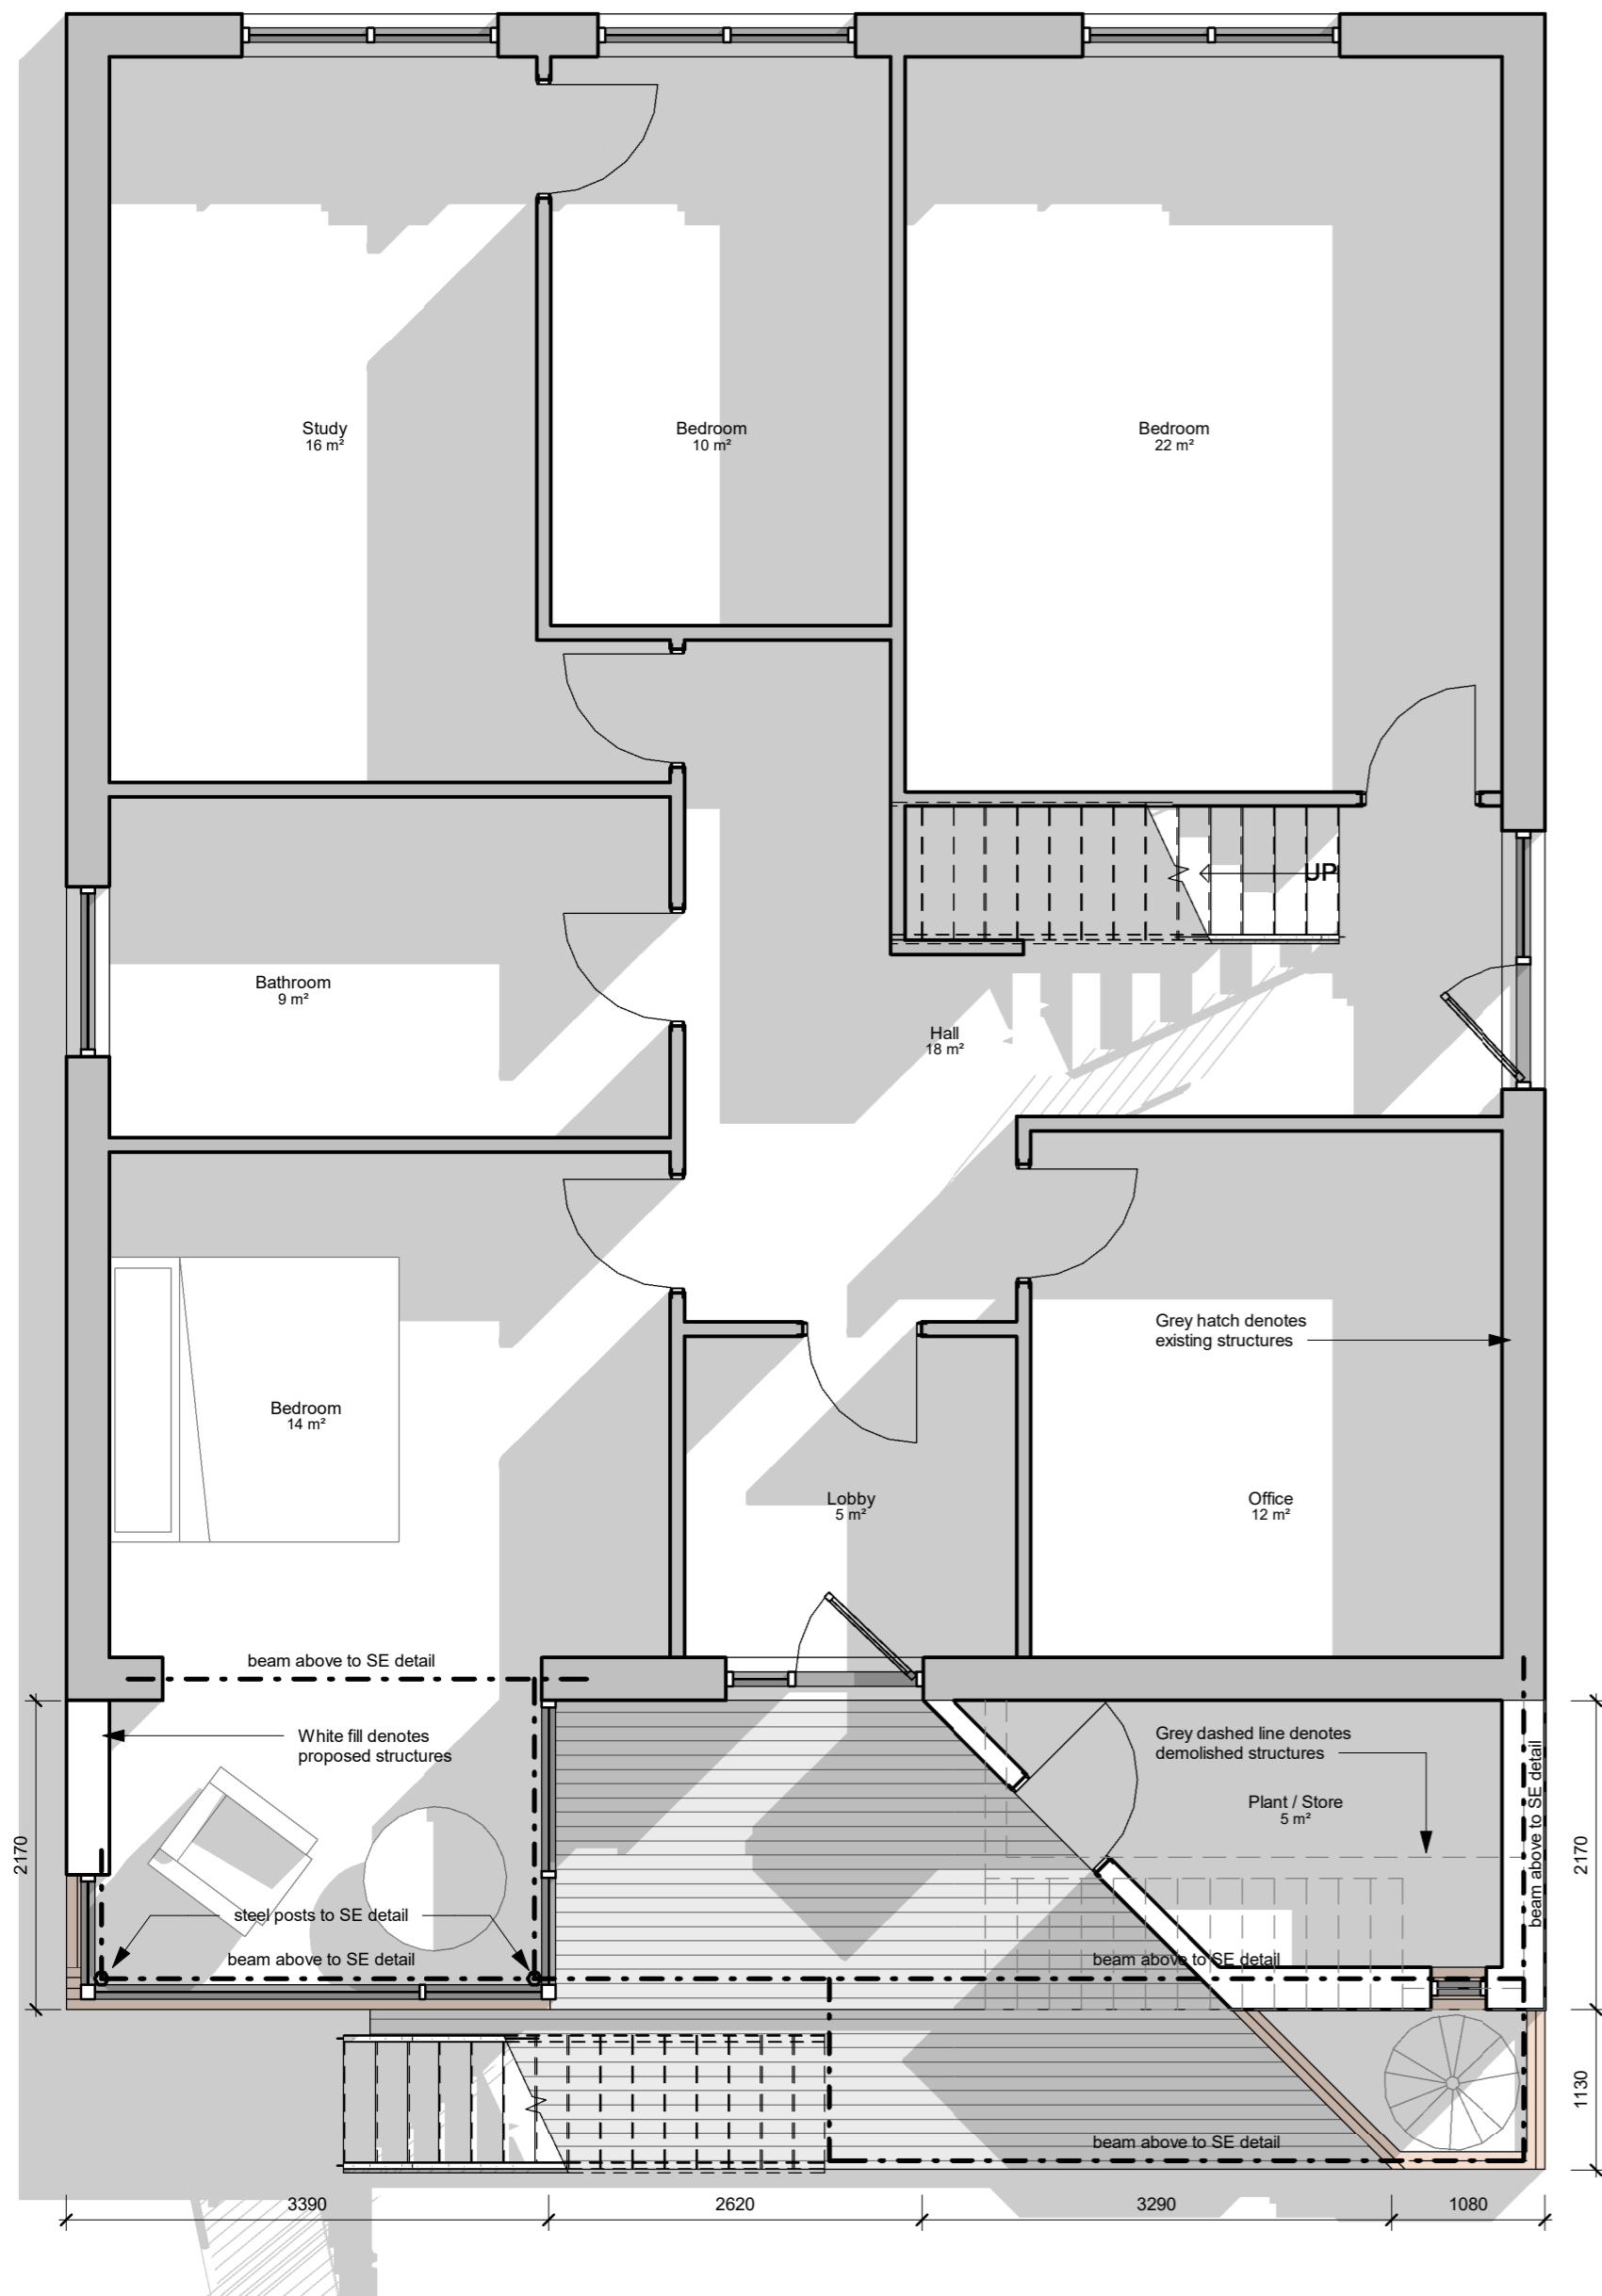 Study
16 m²
Bedroom
10 m²
Bedroom
22 m²
UP
Bathroom
9 m²
Hall
18 m²
Grey hatch denotes
existing structures
Bedroom
14 m²
Lobby
5 m²
Office
12 m²
beam above to SE detail
White fill denotes
proposed structures
Grey dashed line denotes
demolished structures
Plant / Store
5 m²
beam above to SE detail
2170
2170
steel posts to SE detail
beam above to SE detail
beam above to SE detail
1130
beam above to SE detail
3390
2620
3290
1080